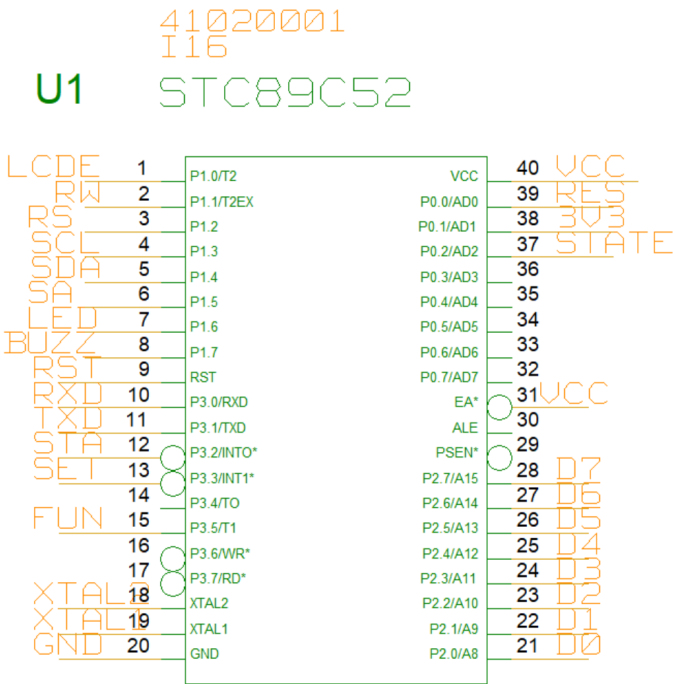 41020001
I16
U1 STC89C52
LCDE 1 P1.0/T2 VCC 40 VCC
RW 2 P1.1/T2EX P0.0/AD0 39 RES
RS 3 P1.2 P0.1/AD1 38 3V3
SCL 4 P1.3 P0.2/AD2 37 STATE
SDA 5 P1.4 P0.3/AD3 36
SA 6 P1.5 P0.4/AD4 35
LED 7 P1.6 P0.5/AD5 34
BUZZ 8 P1.7 P0.6/AD6 33
RST 9 RST P0.7/AD7 32
RXD 10 P3.0/RXD EA* 31 VCC
TXD 11 P3.1/TXD ALE 30
STA 12 P3.2/INTO* PSEN* 29
SET 13 P3.3/INT1* P2.7/A15 28 D7
14 P3.4/TO P2.6/A14 27 D6
FUN 15 P3.5/T1 P2.5/A13 26 D5
16 P3.6/WR* P2.4/A12 25 D4
17 P3.7/RD* P2.3/A11 24 D3
XTAL2 18 XTAL2 P2.2/A10 23 D2
XTAL1 19 XTAL1 P2.1/A9 22 D1
GND 20 GND P2.0/A8 21 D0